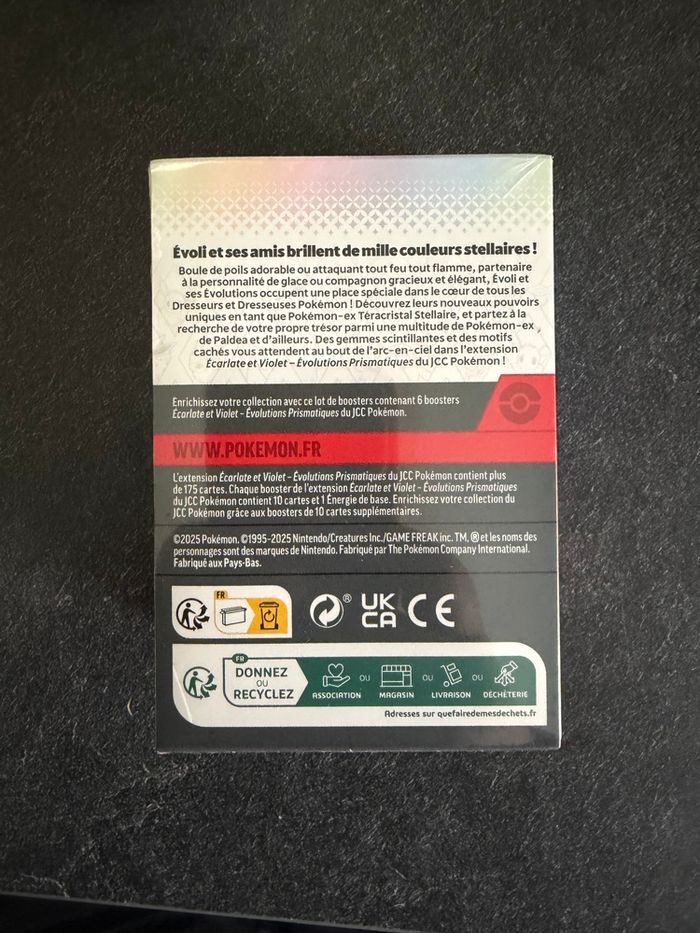 Évoli et ses amis brillent de mille couleurs stellaires !
Boule de poils adorable ou attaquant tout feu tout flamme, partenaire
à la personnalité de glace ou compagnon gracieux et élégant, Évoli et
ses Évolutions occupent une place spéciale dans le cœur de tous les
Dresseurs et Dresseuses Pokémon ! Découvrez leurs nouveaux pouvoirs
uniques en tant que Pokémon-ex Téracristal Stellaire, et partez à la
recherche de votre propre trésor parmi une multitude de Pokémon-ex
de Paldea et d'ailleurs. Des gemmes scintillantes et des motifs
cachés vous attendent au bout de l'arc-en-ciel dans l'extension
Écarlate et Violet – Évolutions Prismatiques du JCC Pokémon !
Enrichissez votre collection avec ce lot de boosters contenant 6 boosters
Écarlate et Violet – Évolutions Prismatiques du JCC Pokémon.
WWW.POKEMON.FR
L'extension Écarlate et Violet – Évolutions Prismatiques du JCC Pokémon contient plus
de 175 cartes. Chaque booster de l'extension Écarlate et Violet – Évolutions Prismatiques
du JCC Pokémon contient 10 cartes et 1 Énergie de base. Enrichissez votre collection du
JCC Pokémon grâce aux boosters de 10 cartes supplémentaires.
©2025 Pokémon. ©1995-2025 Nintendo/Creatures Inc./GAME FREAK inc. TM, ® et les noms des
personnages sont des marques de Nintendo. Fabriqué par The Pokémon Company International.
Fabriqué aux Pays-Bas.
FR
® UK CA CE
FR
DONNEZ
OU
RECYCLEZ
ASSOCIATION OU MAGASIN OU LIVRAISON OU DÉCHÈTERIE
Adresses sur quefairedemesdechets.fr